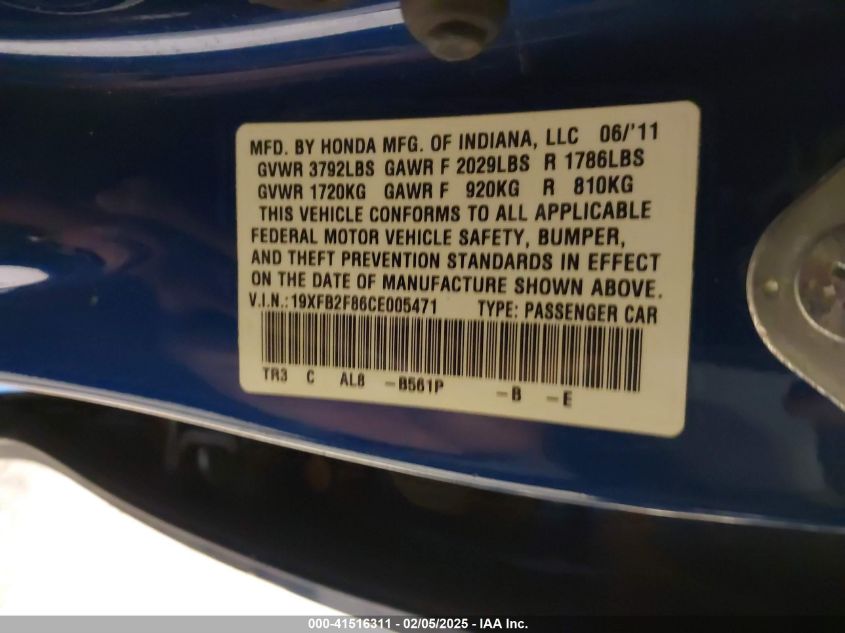 MFD. BY HONDA MFG. OF INDIANA, LLC 06/'11
GVWR 3792LBS GAWR F 2029LBS R 1786LBS
GVWR 1720KG GAWR F 920KG R 810KG
THIS VEHICLE CONFORMS TO ALL APPLICABLE
FEDERAL MOTOR VEHICLE SAFETY, BUMPER,
AND THEFT PREVENTION STANDARDS IN EFFECT
ON THE DATE OF MANUFACTURE SHOWN ABOVE.
V.I.N.:19XFB2F86CE005471 TYPE: PASSENGER CAR
TR3 C AL8 -B561P -B -E
000-41516311 - 02/05/2025 - IAA Inc.